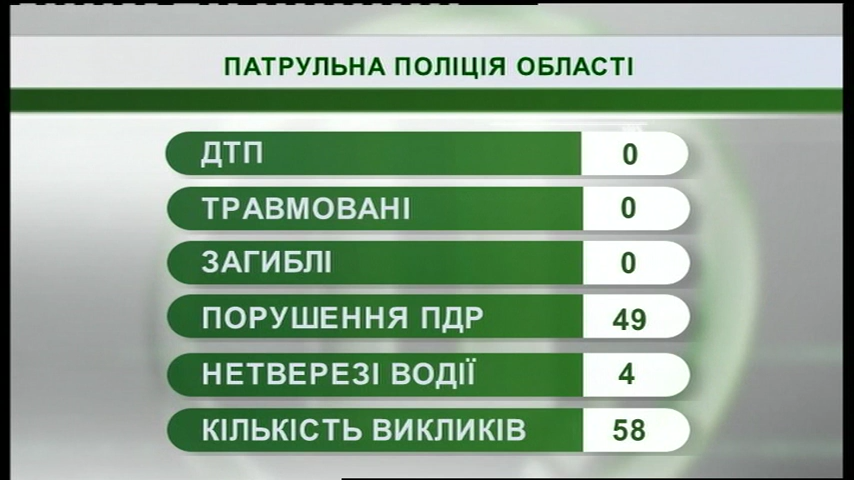 ПАТРУЛЬНА ПОЛІЦІЯ ОБЛАСТІ
ДТП 0
ТРАВМОВАНІ 0
ЗАГИБЛІ 0
ПОРУШЕННЯ ПДР 49
НЕТВЕРЕЗІ ВОДІЇ 4
КІЛЬКІСТЬ ВИКЛИКІВ 58